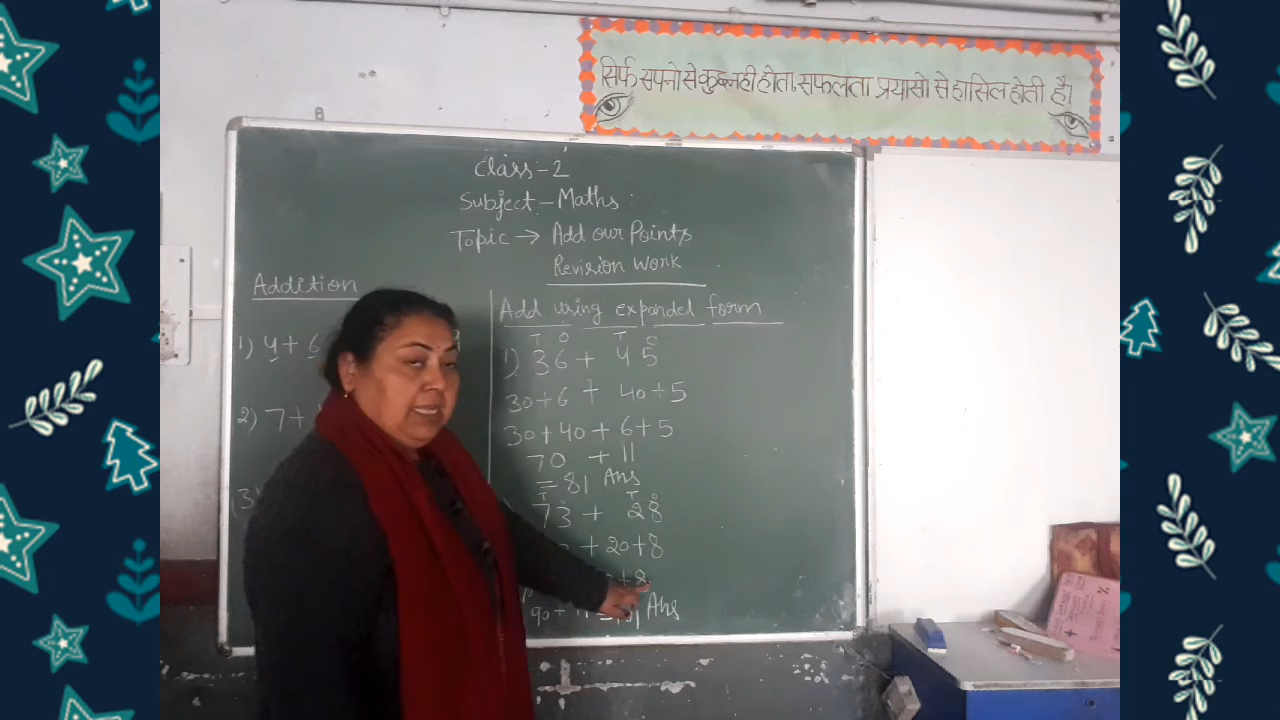 सिर्फ सपनो से कुछ नही होता, सफलता प्रयासो से हासिल होती है।
Class:-2
Subject - Maths
Topic → Add our Points
Revision Work
Addition
1) 4 + 6
2) 7 +
(3)
Add using expanded form
T O T O
1) 36 + 45
30+6 + 40+5
30+40 + 6+5
70 + 11
= 81 Ans
T O T O
73 + 28
+ 20+8
+8
90 + 11 = 101 Ans